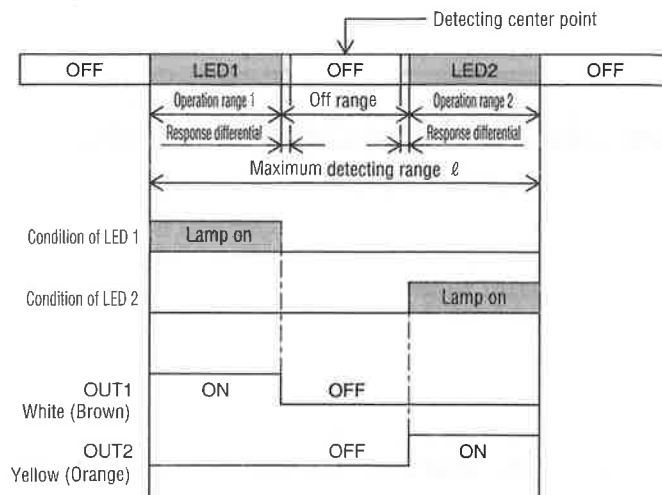 Detecting center point
OFF LED1 OFF LED2 OFF
Operation range 1 Off range Operation range 2
Response differential Response differential
Maximum detecting range ℓ
Condition of LED 1 Lamp on
Condition of LED 2 Lamp on
OUT1 ON OFF
White (Brown)
OUT2 OFF ON
Yellow (Orange)